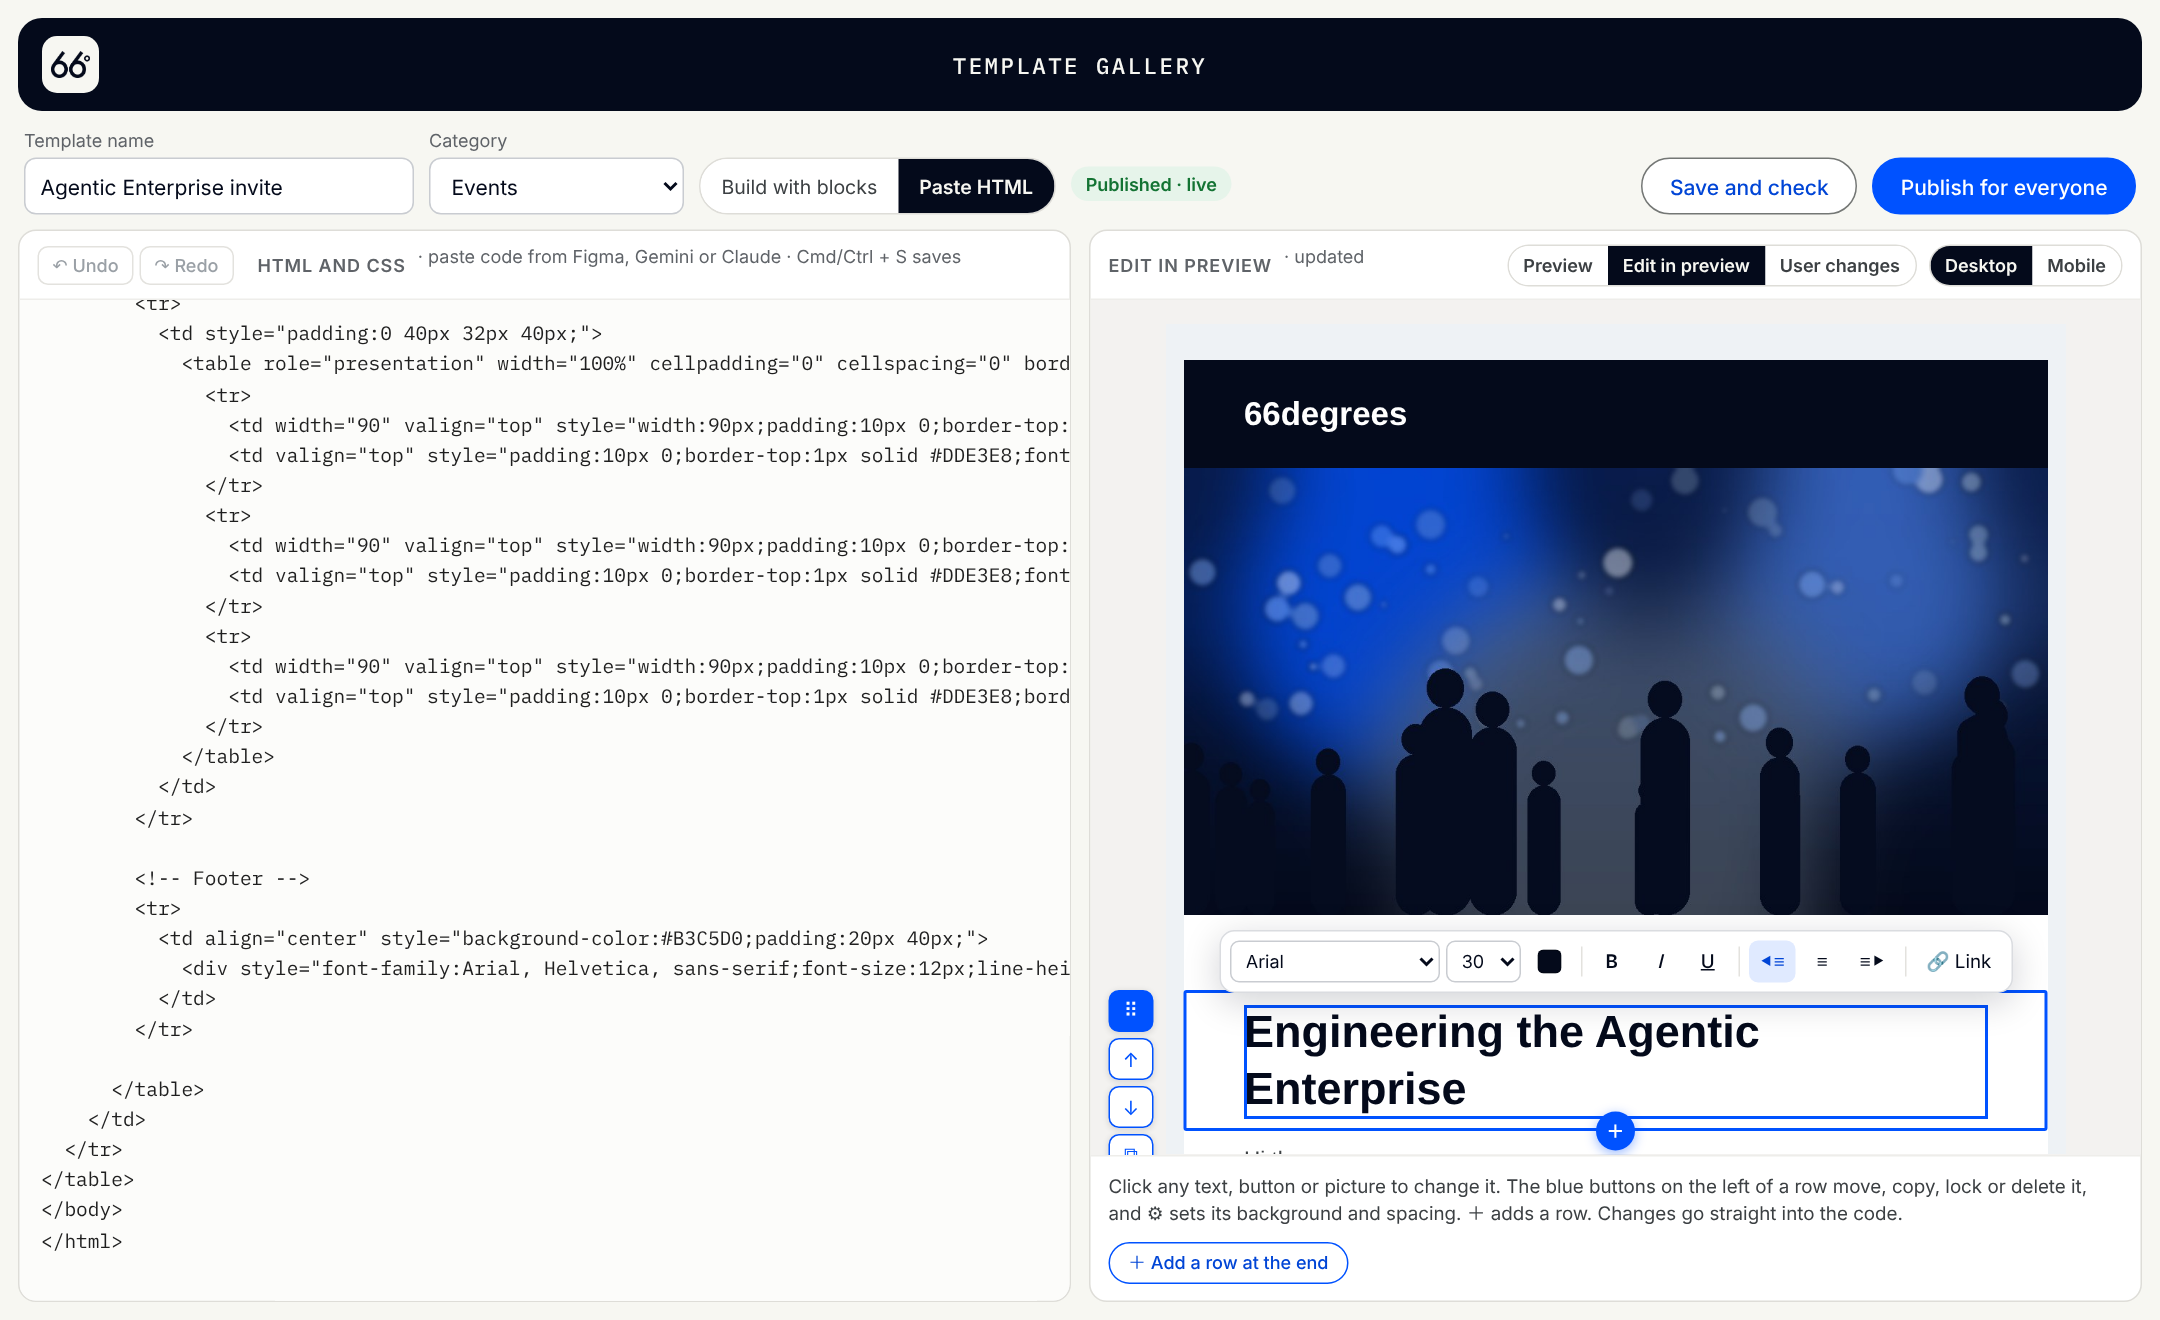 66°
TEMPLATE GALLERY
Template name
Category
Agentic Enterprise invite
Events
Build with blocks
Paste HTML
Published · live
Save and check
Publish for everyone
↶ Undo
↷ Redo
HTML AND CSS
· paste code from Figma, Gemini or Claude · Cmd/Ctrl + S saves
<tr>
<td style="padding:0 40px 32px 40px;">
<table role="presentation" width="100%" cellpadding="0" cellspacing="0" bord
<tr>
<td width="90" valign="top" style="width:90px;padding:10px 0;border-top:
<td valign="top" style="padding:10px 0;border-top:1px solid #DDE3E8;font
</tr>
<tr>
<td width="90" valign="top" style="width:90px;padding:10px 0;border-top:
<td valign="top" style="padding:10px 0;border-top:1px solid #DDE3E8;font
</tr>
<tr>
<td width="90" valign="top" style="width:90px;padding:10px 0;border-top:
<td valign="top" style="padding:10px 0;border-top:1px solid #DDE3E8;bord
</tr>
</table>
</td>
</tr>
<!-- Footer -->
<tr>
<td align="center" style="background-color:#B3C5D0;padding:20px 40px;">
<div style="font-family:Arial, Helvetica, sans-serif;font-size:12px;line-hei
</td>
</tr>
</table>
</td>
</tr>
</table>
</body>
</html>
EDIT IN PREVIEW
· updated
Preview
Edit in preview
User changes
Desktop
Mobile
66degrees
Arial
30
B
I
U
Link
Engineering the Agentic
Enterprise
Click any text, button or picture to change it. The blue buttons on the left of a row move, copy, lock or delete it,
and ⚙ sets its background and spacing. + adds a row. Changes go straight into the code.
+ Add a row at the end